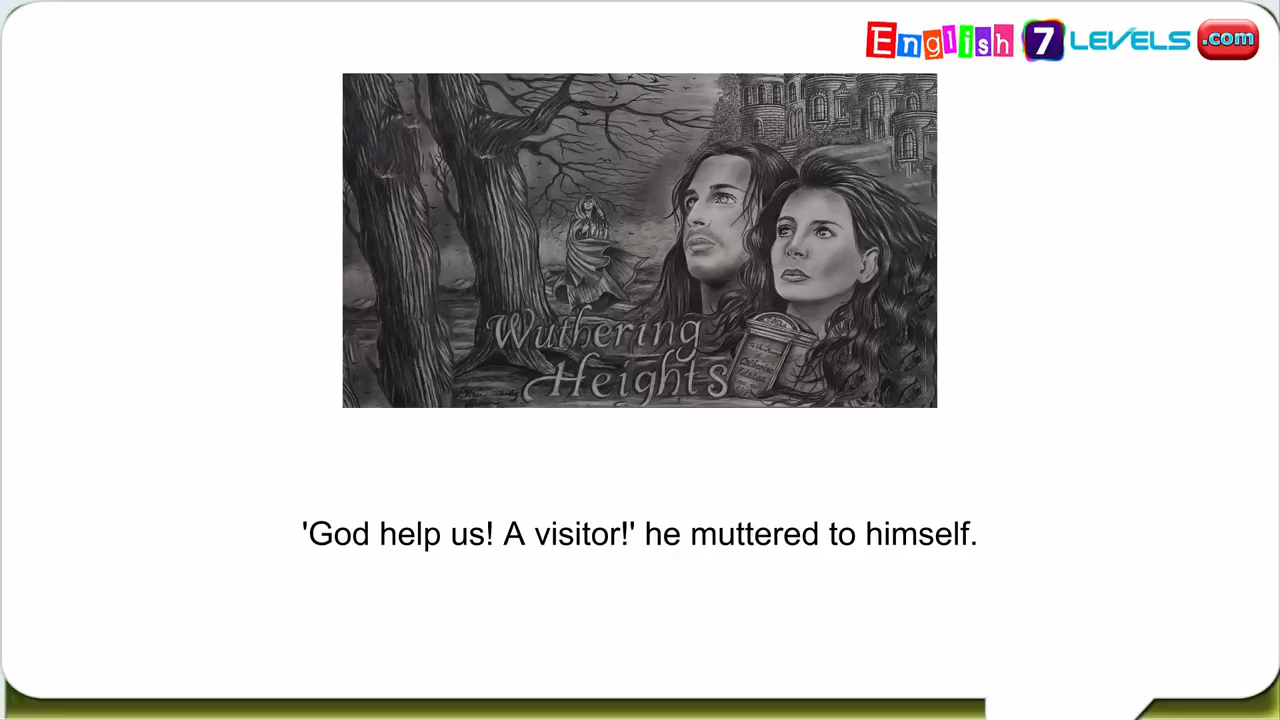 English 7 LEVELS .com
Wuthering
Heights
'God help us! A visitor!' he muttered to himself.